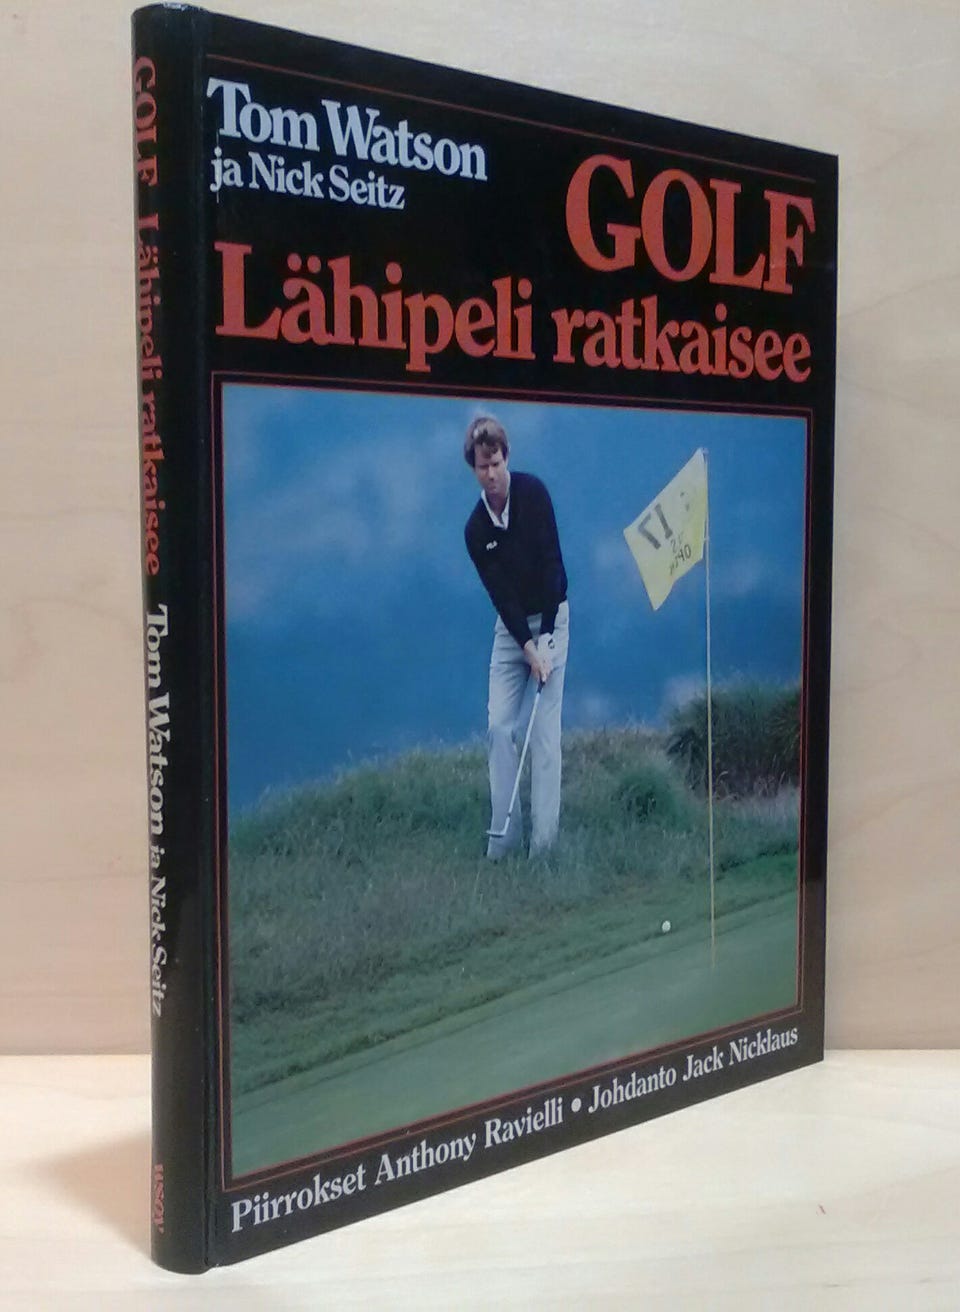 Tom Watson
ja Nick Seitz
GOLF
Lähipeli ratkaisee
17
Piirrokset Anthony Ravielli • Johdanto Jack Nicklaus
GOLF Lähipeli ratkaisee Tom Watson ja Nick Seitz
WSOY